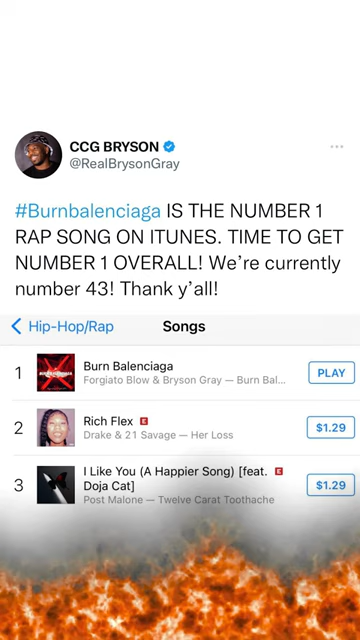 CCG BRYSON
@RealBrysonGray
#Burnbalenciaga IS THE NUMBER 1
RAP SONG ON ITUNES. TIME TO GET
NUMBER 1 OVERALL! We’re currently
number 43! Thank y’all!
Hip-Hop/Rap Songs
1 Burn Balenciaga PLAY
Forgiato Blow & Bryson Gray — Burn Bal...
2 Rich Flex E $1.29
Drake & 21 Savage — Her Loss
3 I Like You (A Happier Song) [feat. E
Doja Cat] $1.29
Post Malone — Twelve Carat Toothache